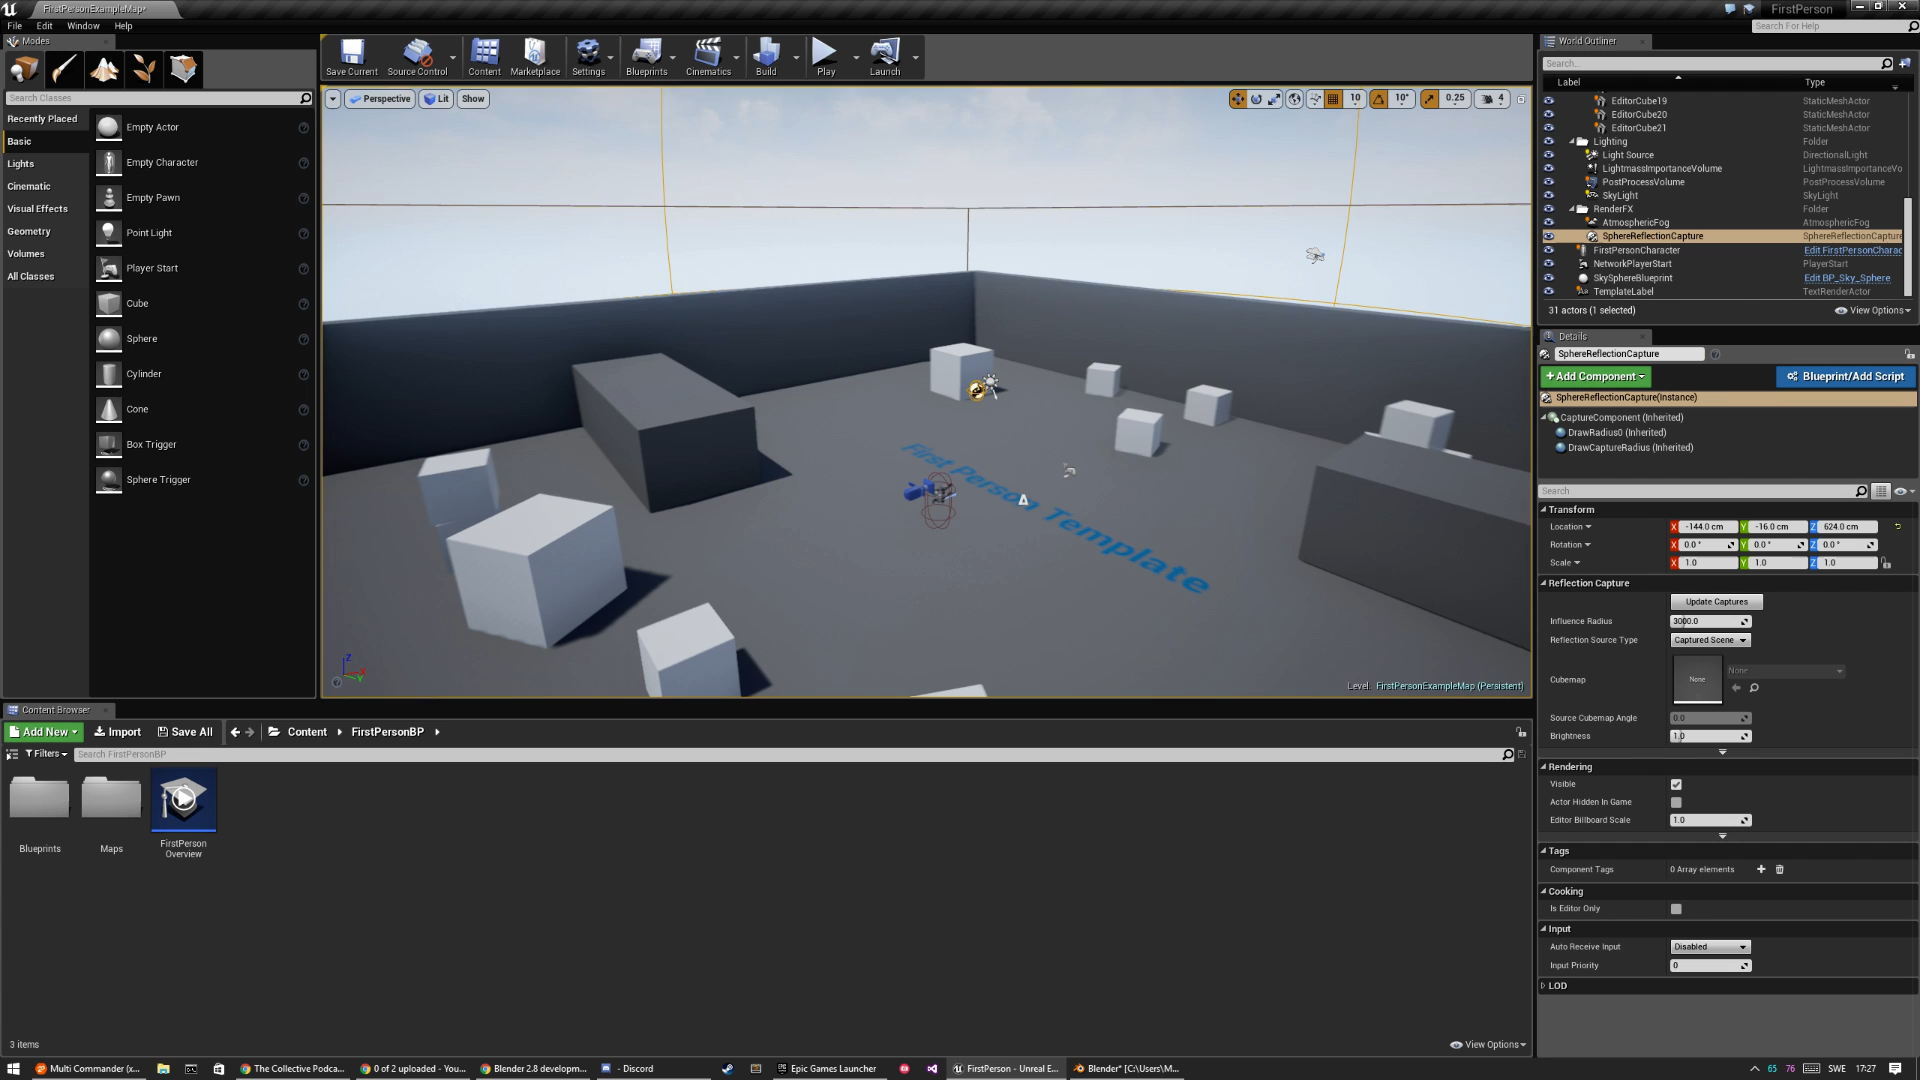 FirstPersonExampleMap*
FirstPerson
File Edit Window Help
Search For Help
Modes
Save Current
Source Control
Content
Marketplace
Settings
Blueprints
Cinematics
Build
Play
Launch
Search Classes
Recently Placed
Basic
Lights
Cinematic
Visual Effects
Geometry
Volumes
All Classes
Empty Actor
Empty Character
Empty Pawn
Point Light
Player Start
Cube
Sphere
Cylinder
Cone
Box Trigger
Sphere Trigger
Perspective Lit Show
10 10° 0.25 4
First Person Template
Level: FirstPersonExampleMap (Persistent)
World Outliner
Search...
Label Type
EditorCube19 StaticMeshActor
EditorCube20 StaticMeshActor
EditorCube21 StaticMeshActor
Lighting Folder
Light Source DirectionalLight
LightmassImportanceVolume LightmassImportanceVo
PostProcessVolume PostProcessVolume
SkyLight SkyLight
RenderFX Folder
AtmosphericFog AtmosphericFog
SphereReflectionCapture SphereReflectionCapture
FirstPersonCharacter Edit FirstPersonCharac
NetworkPlayerStart PlayerStart
SkySphereBlueprint Edit BP_Sky_Sphere
TemplateLabel TextRenderActor
31 actors (1 selected) View Options
Details
SphereReflectionCapture
+ Add Component Blueprint/Add Script
SphereReflectionCapture(Instance)
CaptureComponent (Inherited)
DrawRadius0 (Inherited)
DrawCaptureRadius (Inherited)
Search
Transform
Location X -144.0 cm Y -16.0 cm Z 624.0 cm
Rotation X 0.0 ° Y 0.0 ° Z 0.0 °
Scale X 1.0 Y 1.0 Z 1.0
Reflection Capture
Update Captures
Influence Radius 3000.0
Reflection Source Type Captured Scene
Cubemap None None
Source Cubemap Angle 0.0
Brightness 1.0
Rendering
Visible
Actor Hidden In Game
Editor Billboard Scale 1.0
Tags
Component Tags 0 Array elements
Cooking
Is Editor Only
Input
Auto Receive Input Disabled
Input Priority 0
LOD
Content Browser
Add New Import Save All Content FirstPersonBP
Filters Search FirstPersonBP
Blueprints
Maps
FirstPerson
Overview
3 items View Options
Multi Commander (x... The Collective Podca... 0 of 2 uploaded - You... Blender 2.8 developm... - Discord Epic Games Launcher FirstPerson - Unreal E... Blender* [C:\Users\M... 65 76 SWE 17:27